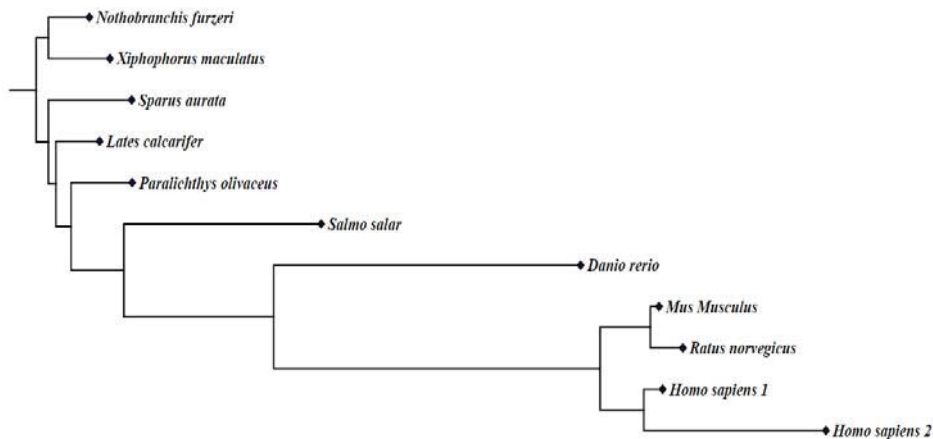 Nothobranchis furzeri
Xiphophorus maculatus
Sparus aurata
Lates calcarifer
Paralichthys olivaceus
Salmo salar
Danio rerio
Mus Musculus
Ratus norvegicus
Homo sapiens 1
Homo sapiens 2